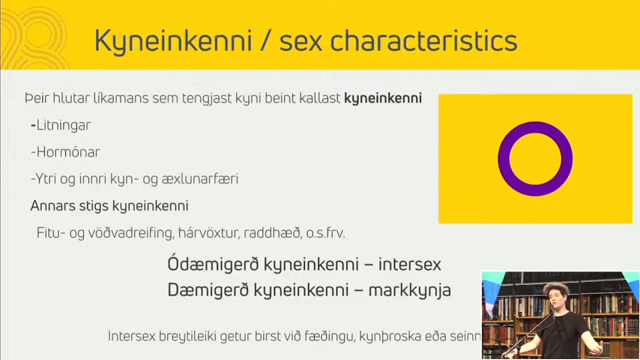 Kyneinkenni / sex characteristics
Þeir hlutar líkamans sem tengjast kyni beint kallast kyneinkenni
-Litningar
-Hormónar
-Ytri og innri kyn- og æxlunarfæri
Annars stigs kyneinkenni
Fitu- og vöðvadreifing, hárvöxtur, raddhæð, o.s.frv.
Ódæmigerð kyneinkenni – intersex
Dæmigerð kyneinkenni – markkynja
Intersex breytileiki getur birst við fæðingu, kynþroska eða seinn